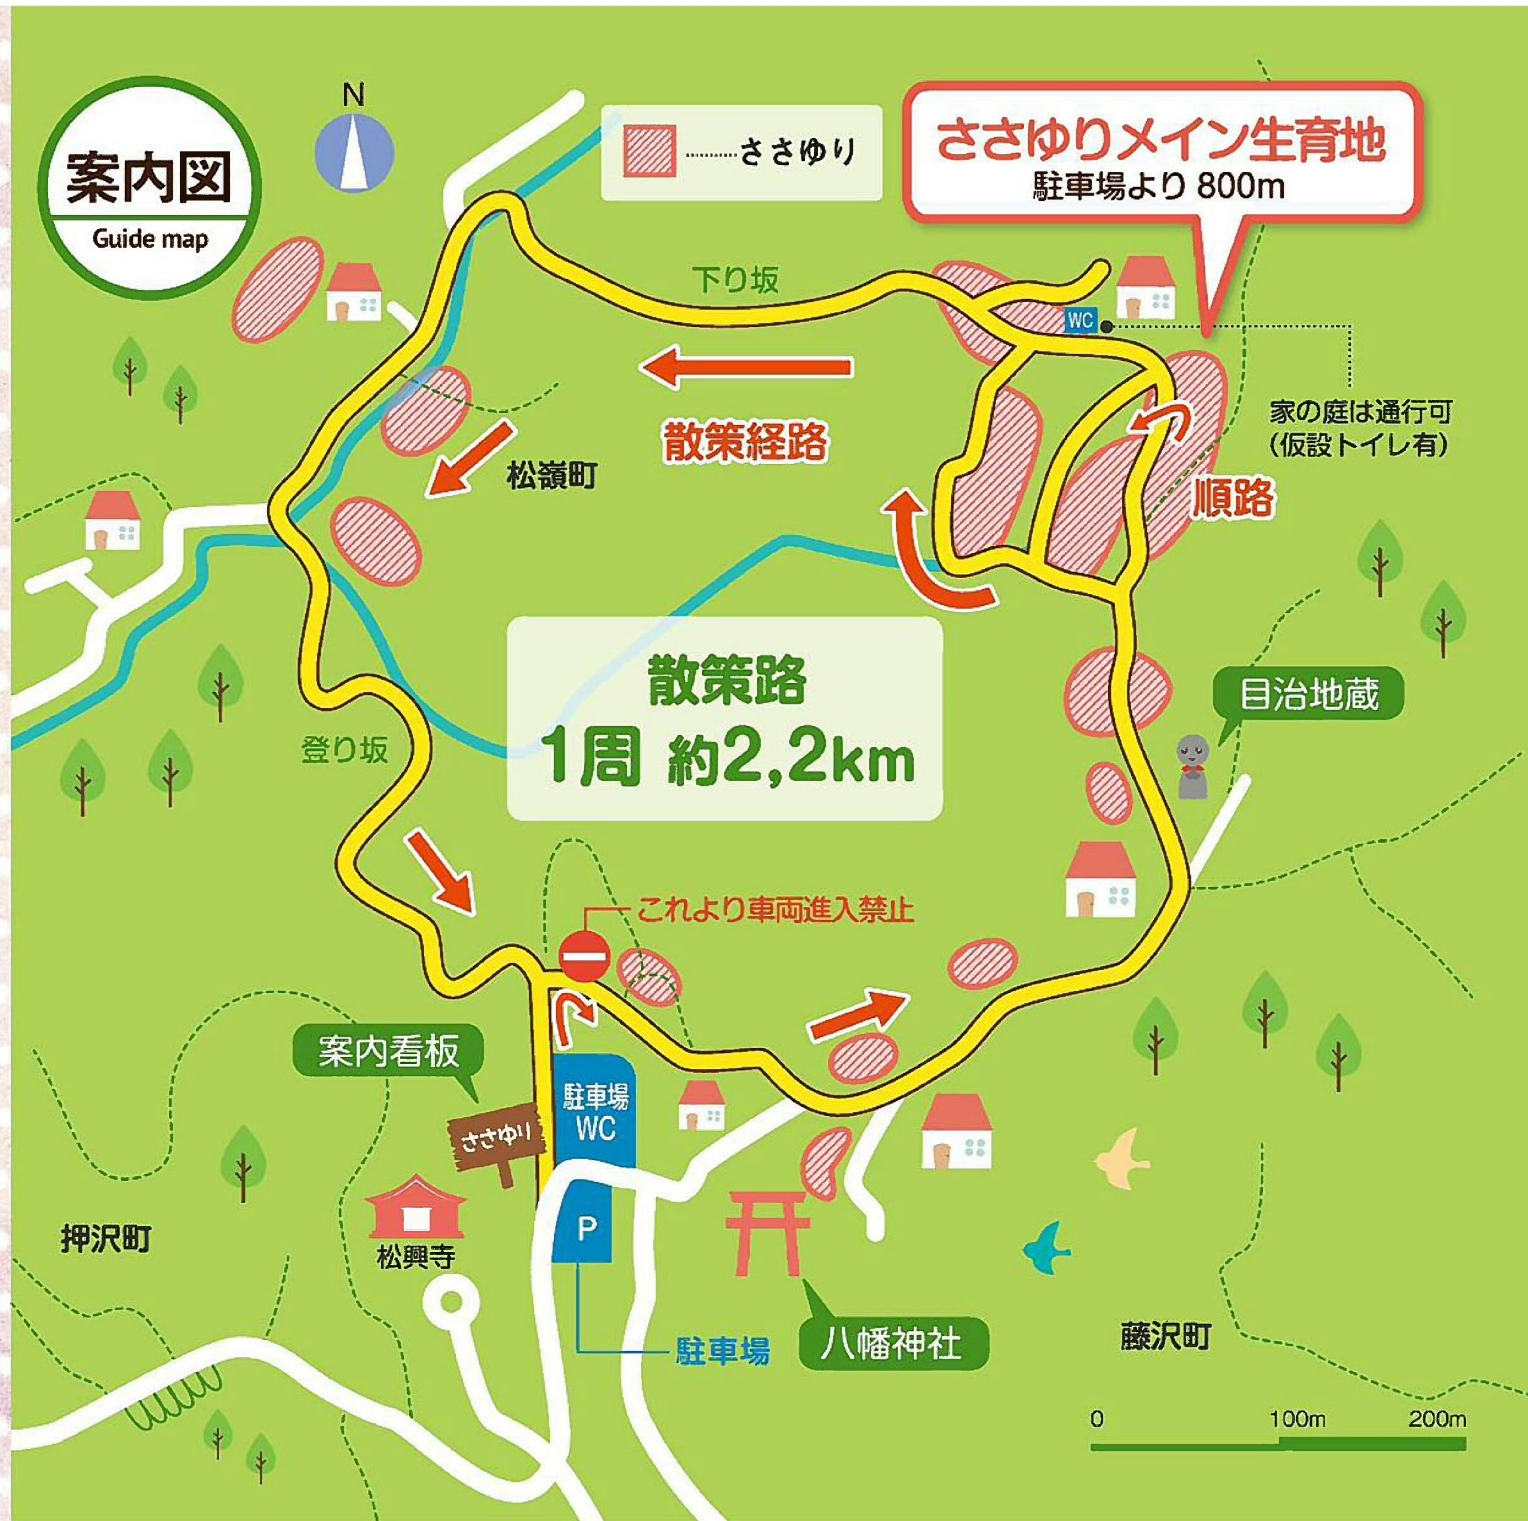 案内図
Guide map
N
ささゆり
ささゆりメイン生育地
駐車場より 800m
下り坂
WC
家の庭は通行可
(仮設トイレ有)
散策経路
松嶺町
順路
散策路
1周 約2,2km
目治地蔵
登り坂
これより車両進入禁止
案内看板
駐車場
WC
ささゆり
P
押沢町
松興寺
駐車場
八幡神社
藤沢町
0 100m 200m